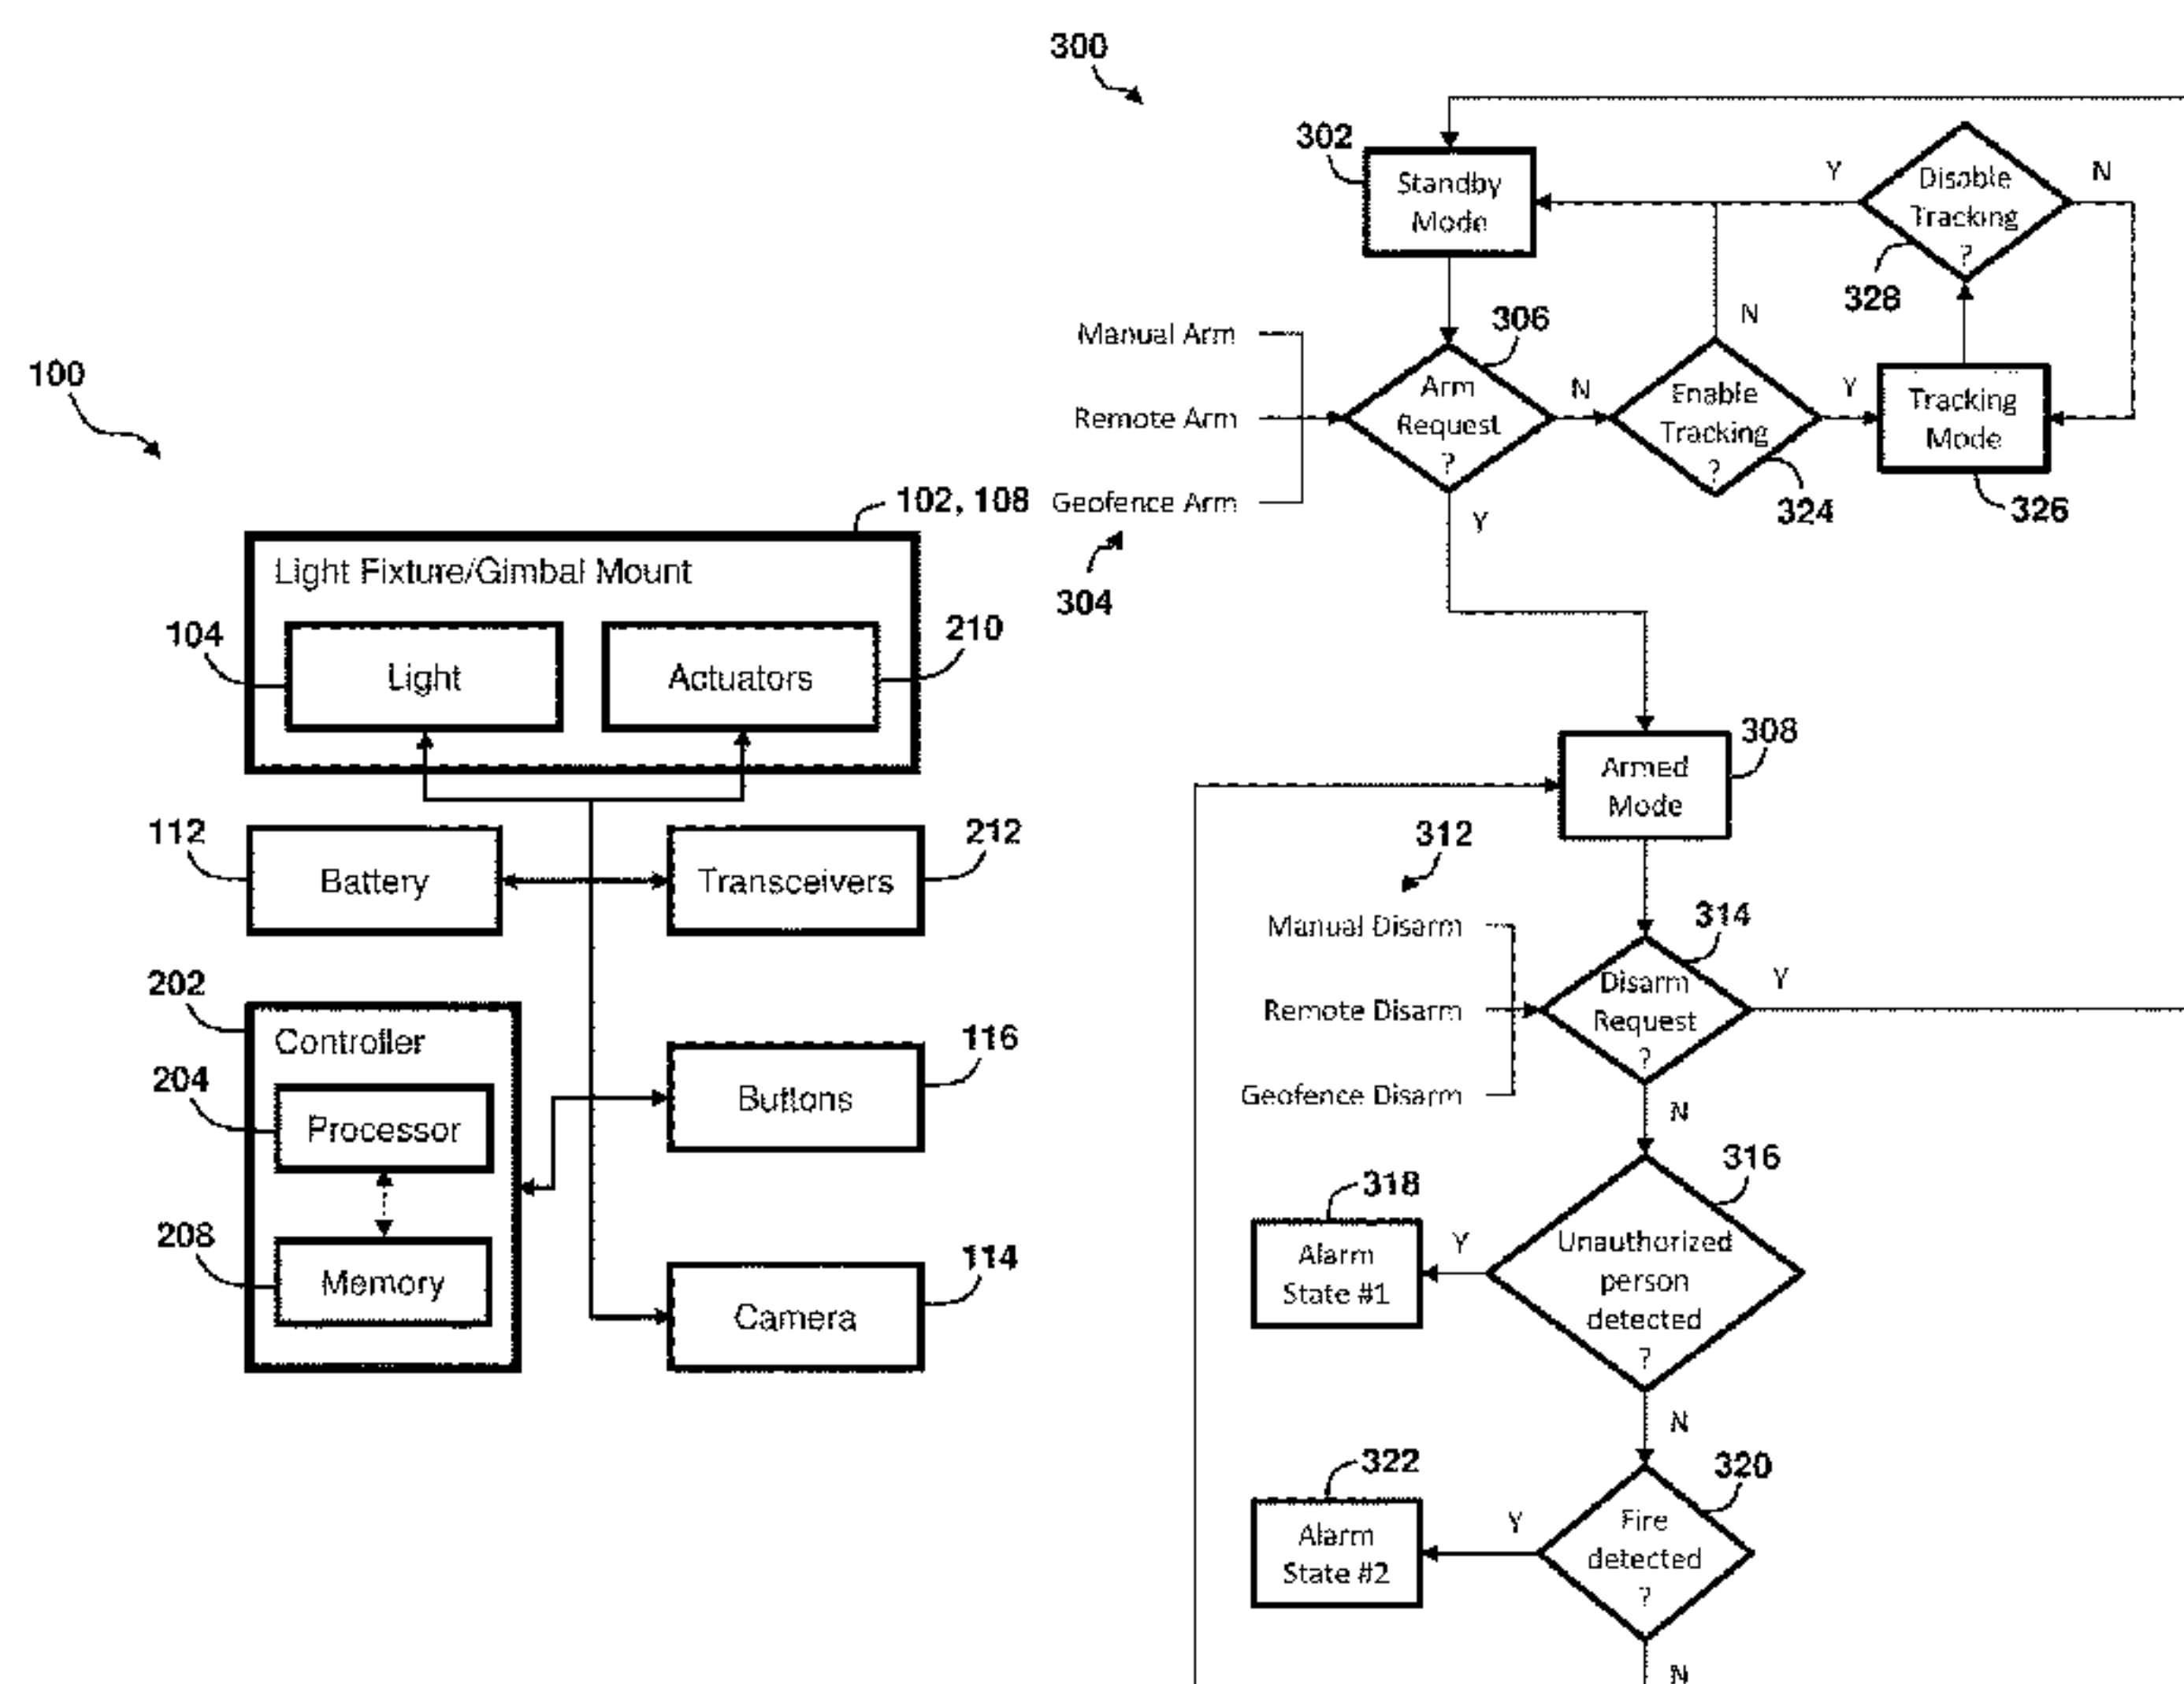 100
102, 108
Light Fixture/Gimbal Mount
104
Light
Actuators
210
112
Battery
Transceivers
212
202
Controller
204
Processor
208
Memory
Buttons
116
Camera
114
300
302
Standby
Mode
Disable
Tracking
?
Y
N
328
Manual Arm
Remote Arm
Geofence Arm
304
306
Arm
Request
?
N
Y
Enable
Tracking
?
N
Y
324
Tracking
Mode
326
308
Armed
Mode
312
Manual Disarm
Remote Disarm
Geofence Disarm
314
Disarm
Request
?
Y
N
316
Unauthorized
person
detected
?
Y
N
318
Alarm
State #1
320
Fire
detected
?
Y
N
322
Alarm
State #2